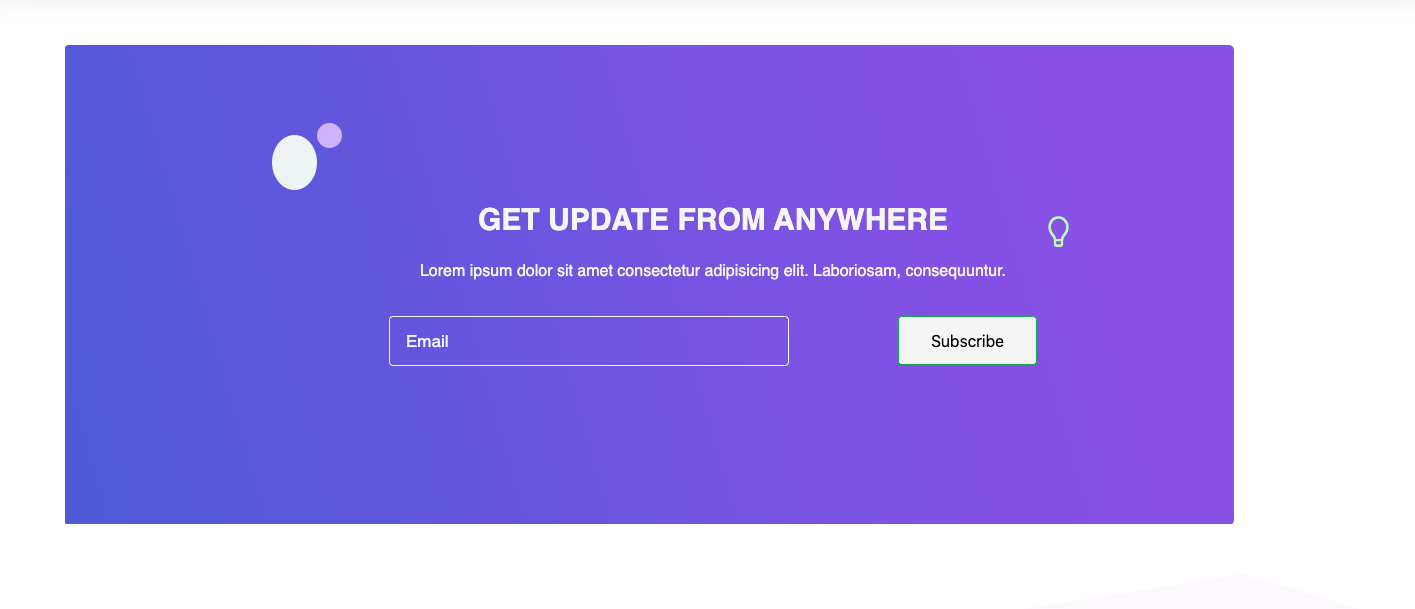 GET UPDATE FROM ANYWHERE
Lorem ipsum dolor sit amet consectetur adipisicing elit. Laboriosam, consequuntur.
Email
Subscribe